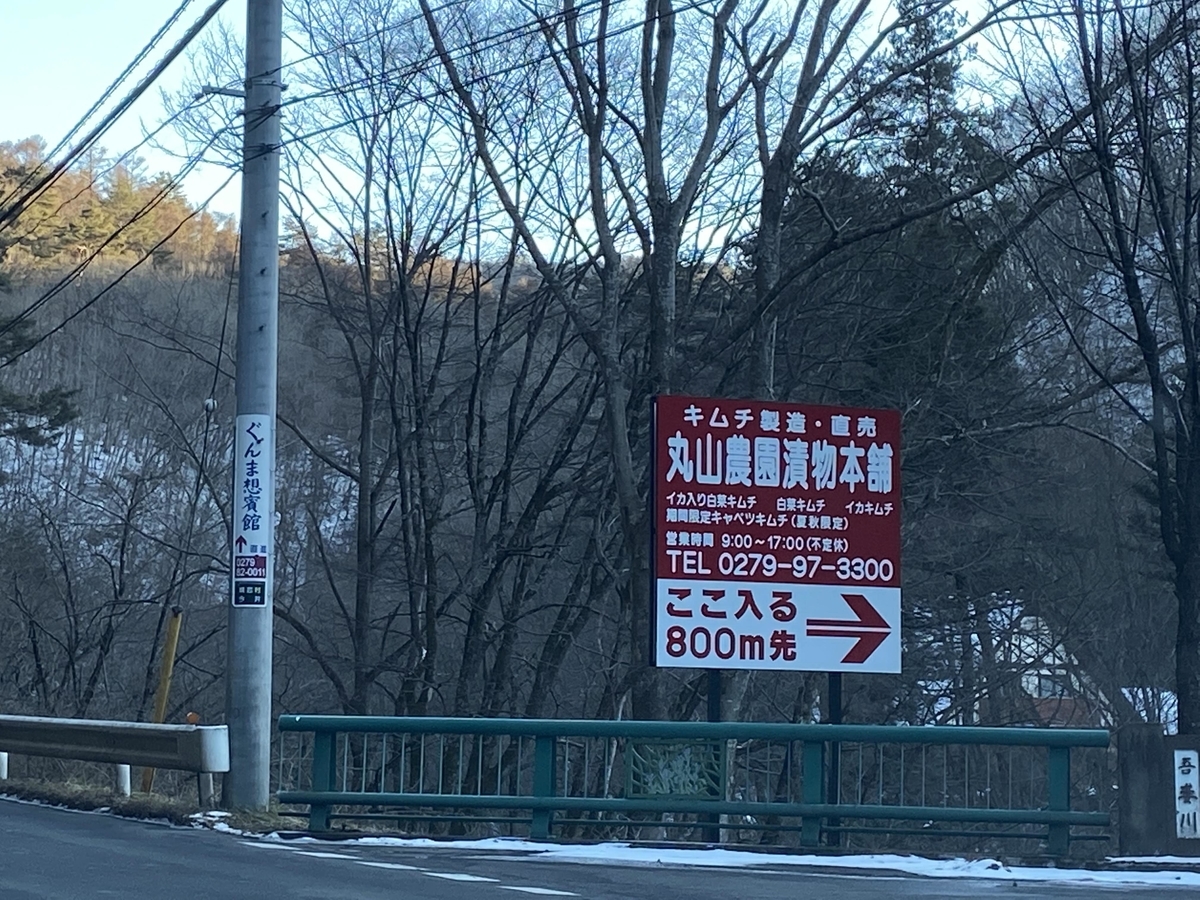 ぐんま想賓館
0279
82-0011
キムチ製造・直売
丸山農園漬物本舗
イカ入り白菜キムチ 白菜キムチ イカキムチ
期間限定キャベツキムチ(夏秋限定)
営業時間 9:00～17:00(不定休)
TEL 0279-97-3300
ここ入る
800m先
吾妻川